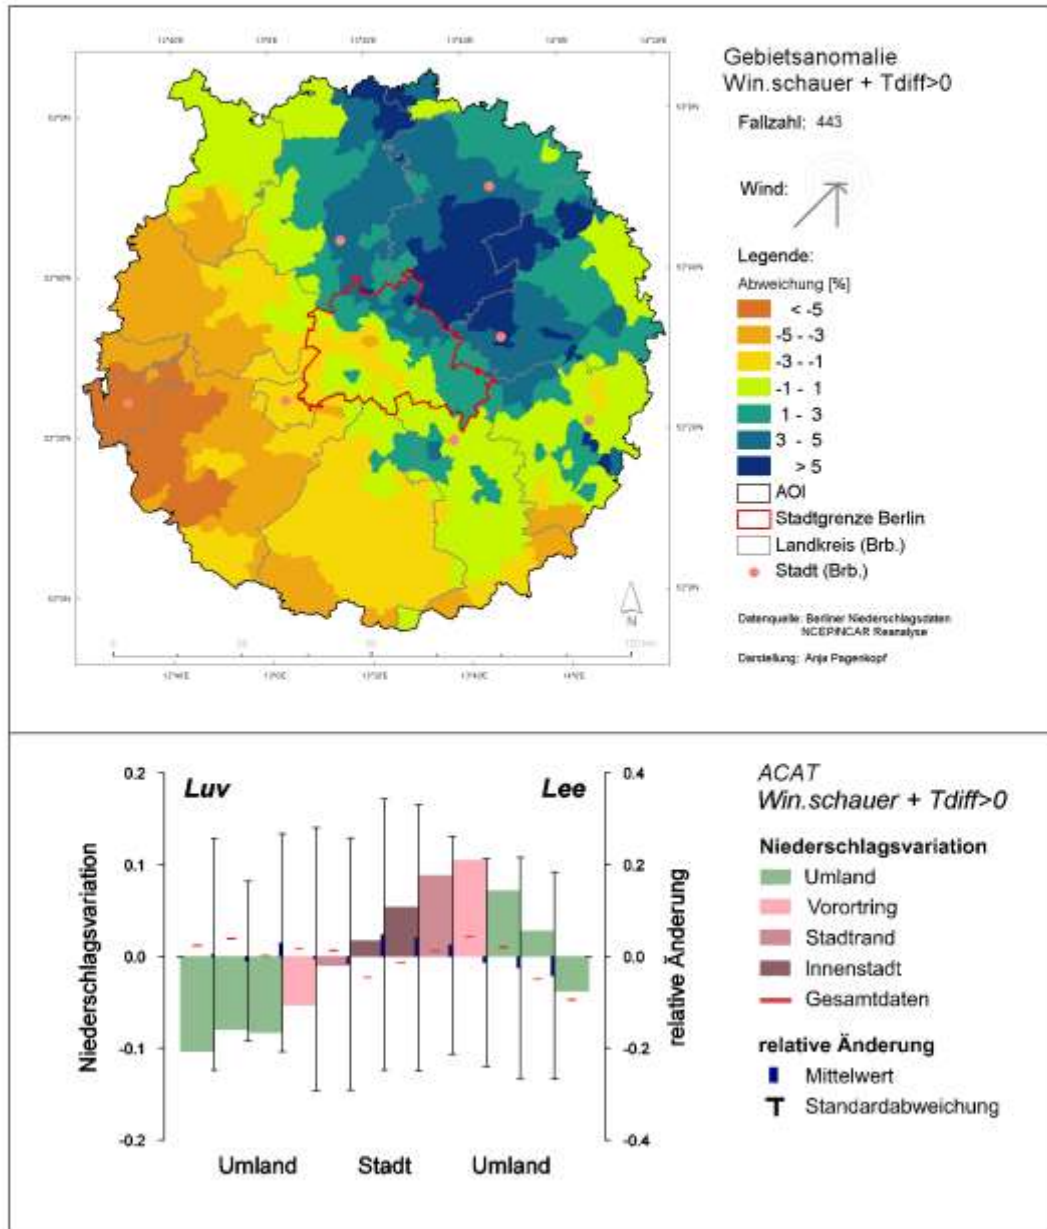 Gebietsanomalie
Win.schauer + Tdiff>0
Fallzahl: 443
Wind:
Legende:
Abweichung [%]
< -5
-5 - -3
-3 - -1
-1 - 1
1 - 3
3 - 5
> 5
AOI
Stadtgrenze Berlin
Landkreis (Brb.)
Stadt (Brb.)
N
Datenquelle: Berliner Niederschlagsdaten
NCEP/NCAR Reanalyse
Darstellung: Anja Pagenkopf
0.2
0.1
0.0
-0.1
-0.2
Niederschlagsvariation
Luv
Lee
0.4
0.2
0.0
-0.2
-0.4
relative Änderung
Umland
Stadt
Umland
ACAT
Win.schauer + Tdiff>0
Niederschlagsvariation
Umland
Vorortring
Stadtrand
Innenstadt
Gesamtdaten
relative Änderung
Mittelwert
Standardabweichung